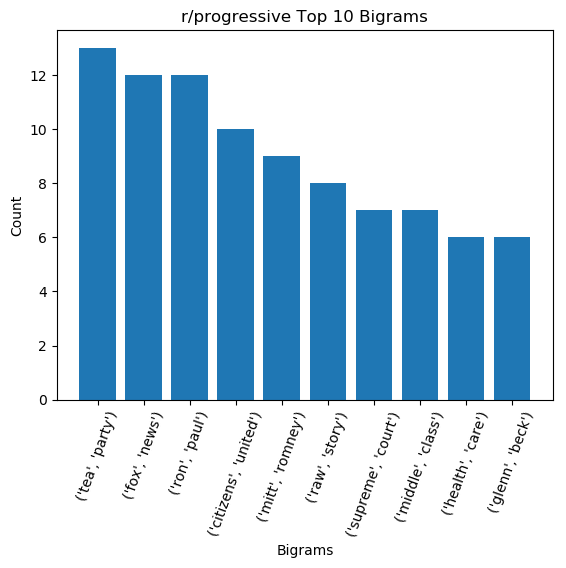 r/progressive Top 10 Bigrams
Count
12
10
8
6
4
2
0
('tea', 'party')
('fox', 'news')
('ron', 'paul')
('citizens', 'united')
('mitt', 'romney')
('raw', 'story')
('supreme', 'court')
('middle', 'class')
('health', 'care')
('glenn', 'beck')
Bigrams